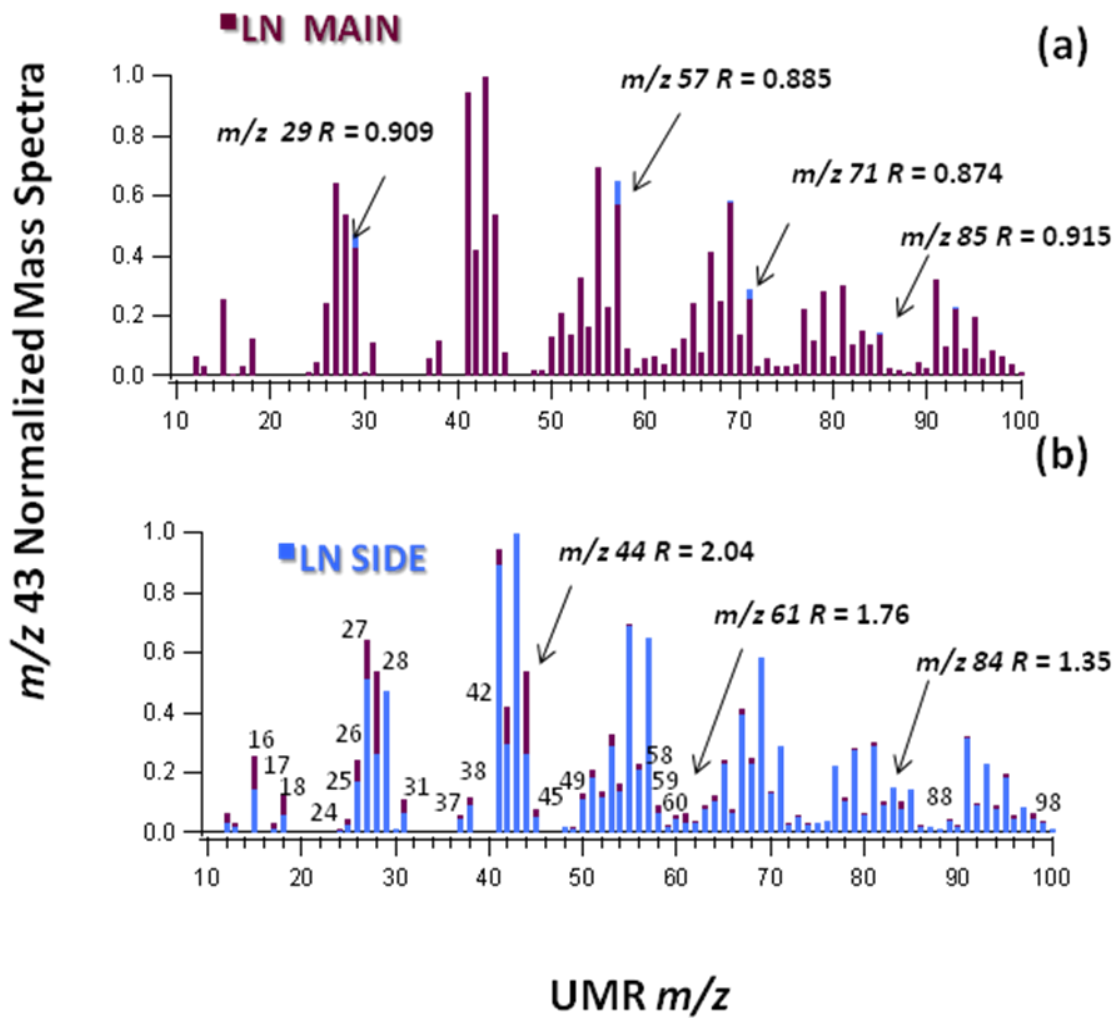 LN MAIN
(a)
m/z 43 Normalized Mass Spectra
1.0
0.8
0.6
0.4
0.2
0.0
m/z 29 R = 0.909
m/z 57 R = 0.885
m/z 71 R = 0.874
m/z 85 R = 0.915
10 20 30 40 50 60 70 80 90 100
(b)
LN SIDE
1.0
0.8
0.6
0.4
0.2
0.0
m/z 44 R = 2.04
m/z 61 R = 1.76
m/z 84 R = 1.35
16
17
18
24
25
26
27
28
31
37
38
42
45
49
58
59
60
88
98
10 20 30 40 50 60 70 80 90 100
UMR m/z